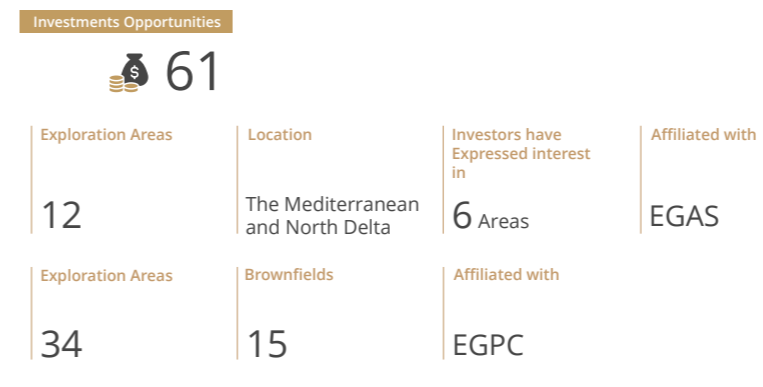 Investments Opportunities
$
61
Exploration Areas
12
Location
The Mediterranean
and North Delta
Investors have
Expressed interest
in
6 Areas
Affiliated with
EGAS
Exploration Areas
34
Brownfields
15
Affiliated with
EGPC